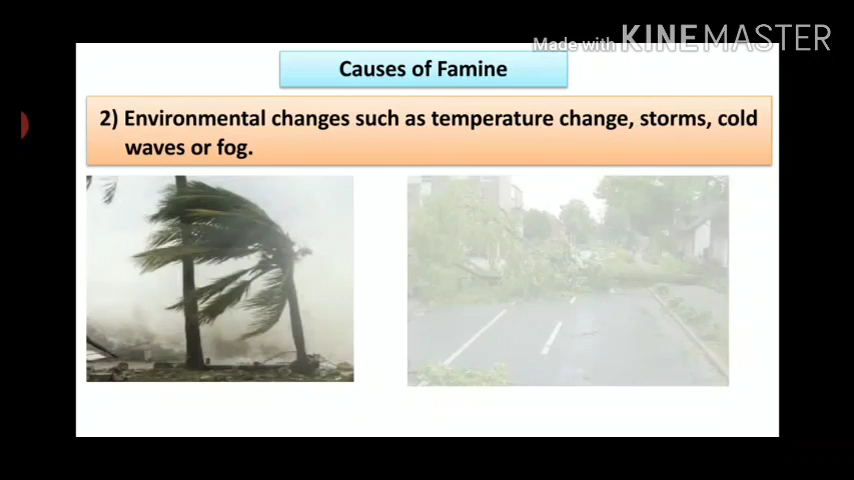 Made with KINEMASTER
Causes of Famine
2) Environmental changes such as temperature change, storms, cold
waves or fog.